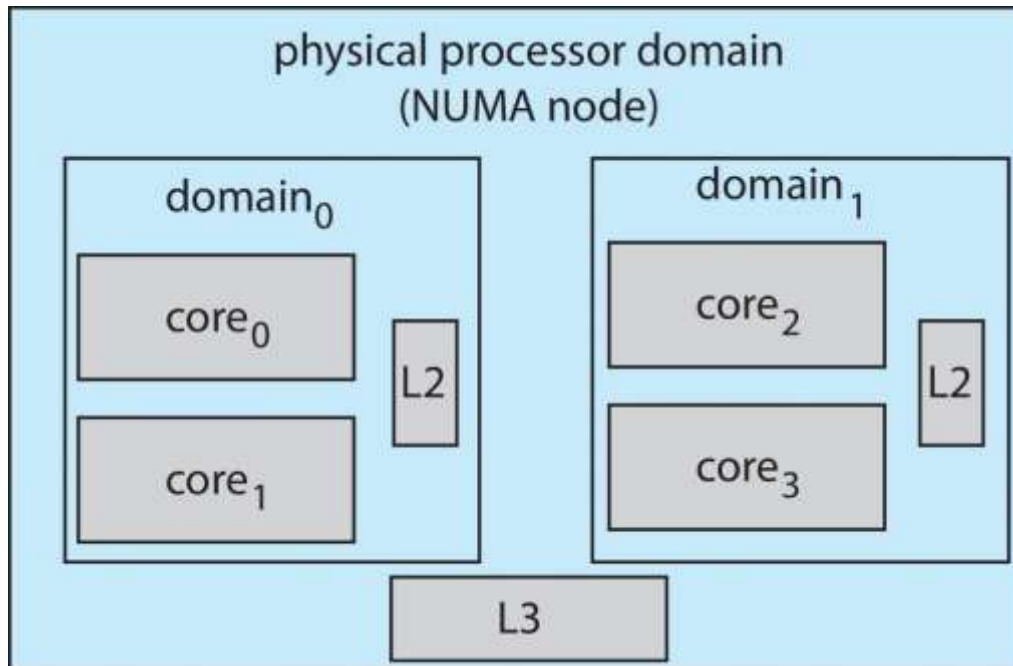 physical processor domain
(NUMA node)
domain₀
core₀
core₁
L2
domain₁
core₂
core₃
L2
L3